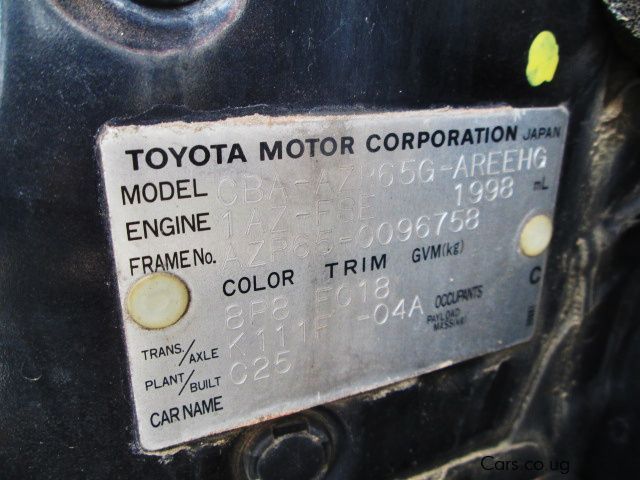 TOYOTA MOTOR CORPORATION JAPAN
MODEL CBA-AZR65G-AREEHG
ENGINE 1AZ-FSE 1998 mL
FRAME No. AZR65-0096758
COLOR TRIM GVM(kg)
8P8 FC18 C
TRANS./AXLE K111F -04A OCCUPANTS
PAYLOAD MASS(kg)
PLANT/BUILT C25
CAR NAME
Cars.co.ug